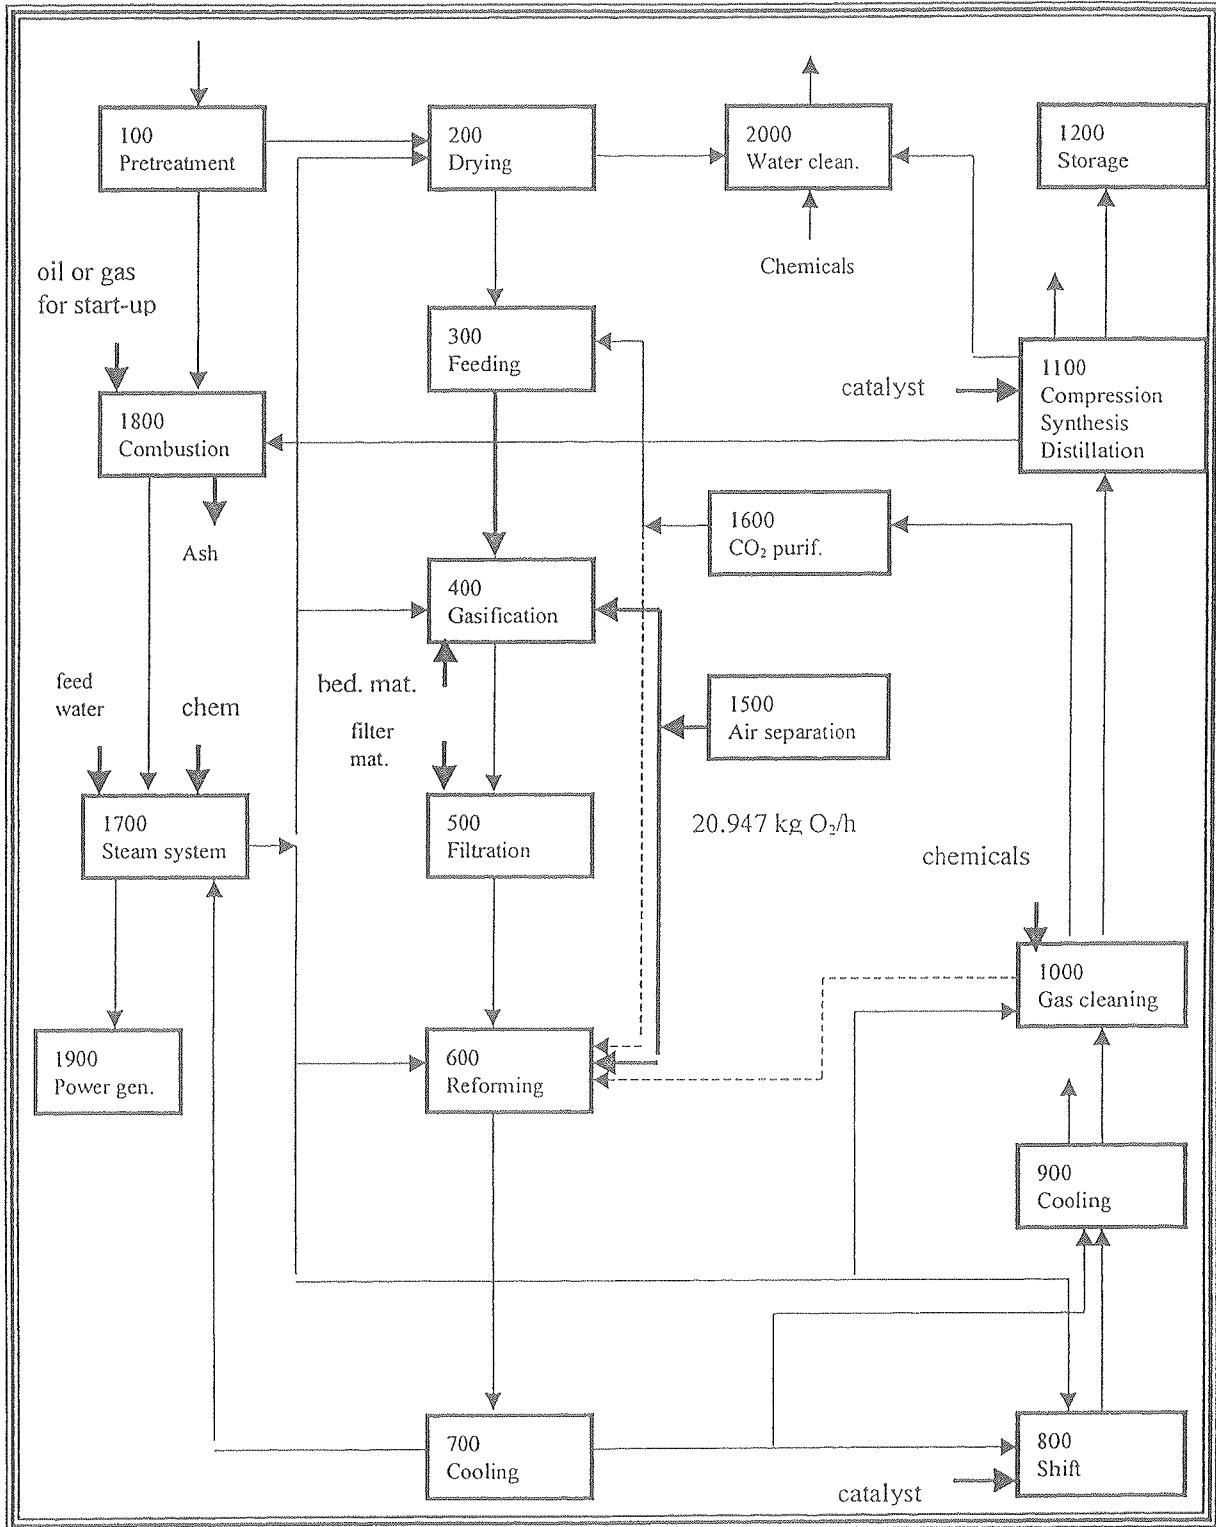 100
Pretreatment
200
Drying
2000
Water clean.
1200
Storage
Chemicals
oil or gas
for start-up
300
Feeding
1100
Compression
Synthesis
Distillation
catalyst
1800
Combustion
1600
CO₂ purif.
Ash
400
Gasification
bed. mat.
feed
water
chem
filter
mat.
1500
Air separation
1700
Steam system
500
Filtration
20.947 kg O₂/h
chemicals
1000
Gas cleaning
1900
Power gen.
600
Reforming
900
Cooling
700
Cooling
800
Shift
catalyst